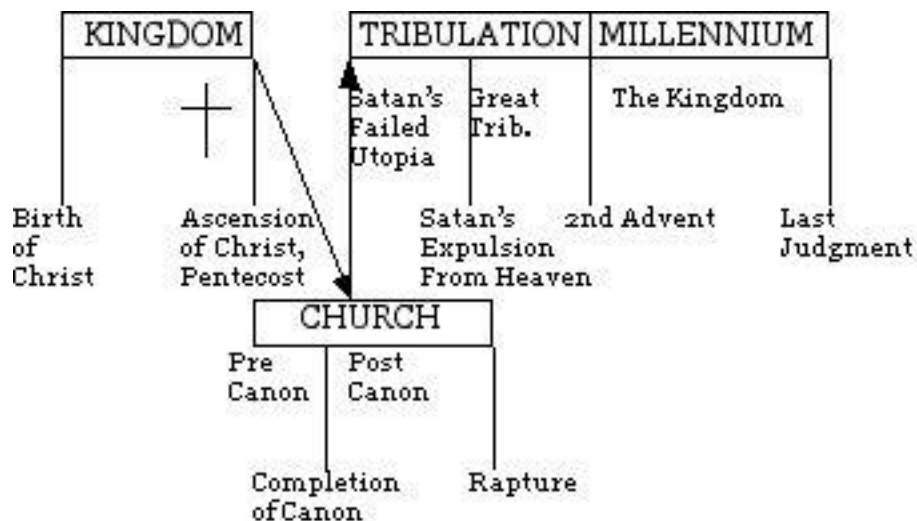 KINGDOM
TRIBULATION
MILLENNIUM
Satan's
Failed
Utopia
Great
Trib.
The Kingdom
Birth
of
Christ
Ascension
of Christ,
Pentecost
Satan's
Expulsion
From Heaven
2nd Advent
Last
Judgment
CHURCH
Pre
Canon
Post
Canon
Completion
of Canon
Rapture